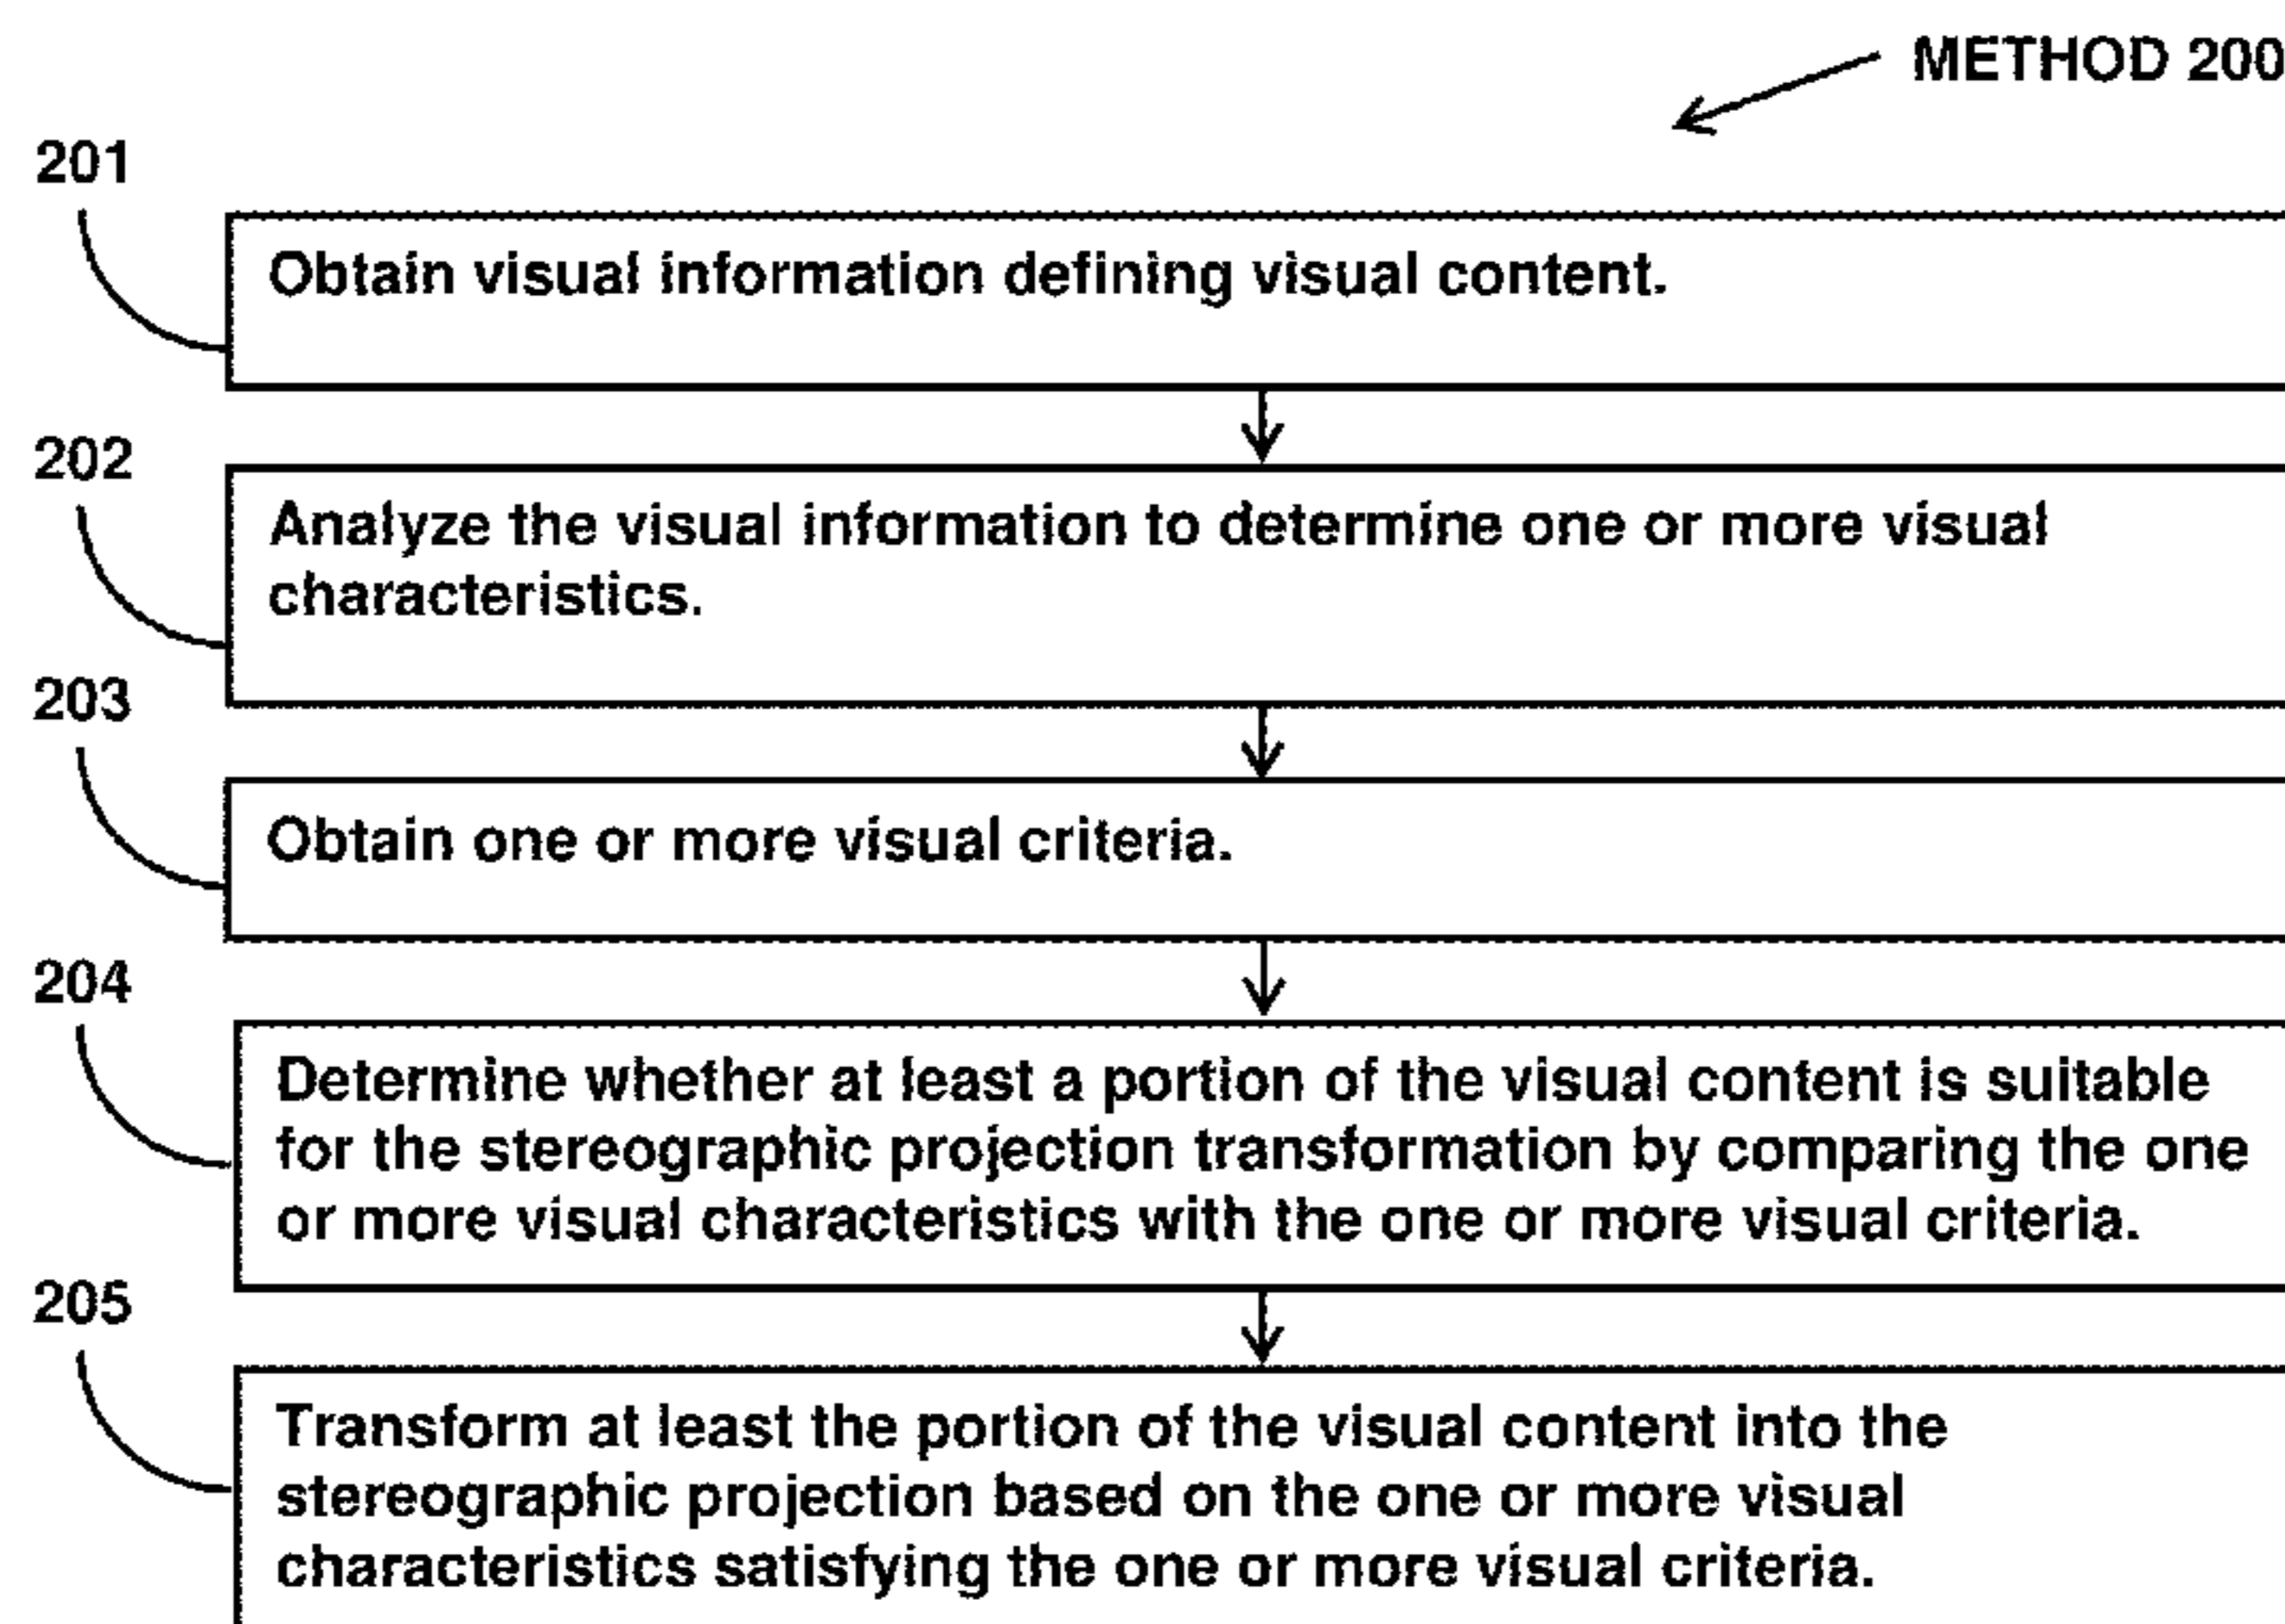 METHOD 200
201
Obtain visual information defining visual content.
202
Analyze the visual information to determine one or more visual
characteristics.
203
Obtain one or more visual criteria.
204
Determine whether at least a portion of the visual content is suitable
for the stereographic projection transformation by comparing the one
or more visual characteristics with the one or more visual criteria.
205
Transform at least the portion of the visual content into the
stereographic projection based on the one or more visual
characteristics satisfying the one or more visual criteria.